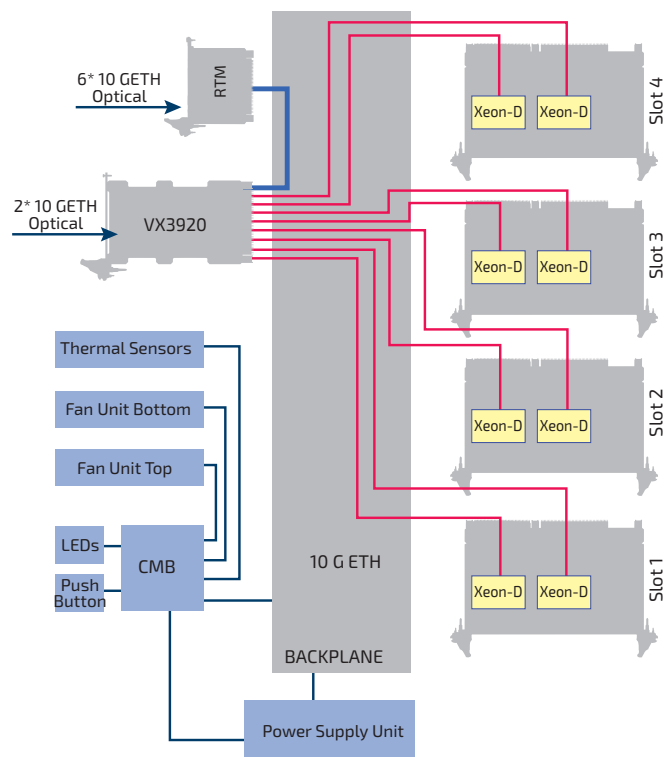 6* 10 GETH
Optical
RTM
2* 10 GETH
Optical
VX3920
Xeon-D
Xeon-D
Slot 4
Xeon-D
Xeon-D
Slot 3
Xeon-D
Xeon-D
Slot 2
Xeon-D
Xeon-D
Slot 1
Thermal Sensors
Fan Unit Bottom
Fan Unit Top
LEDs
Push
Button
CMB
10 G ETH
BACKPLANE
Power Supply Unit